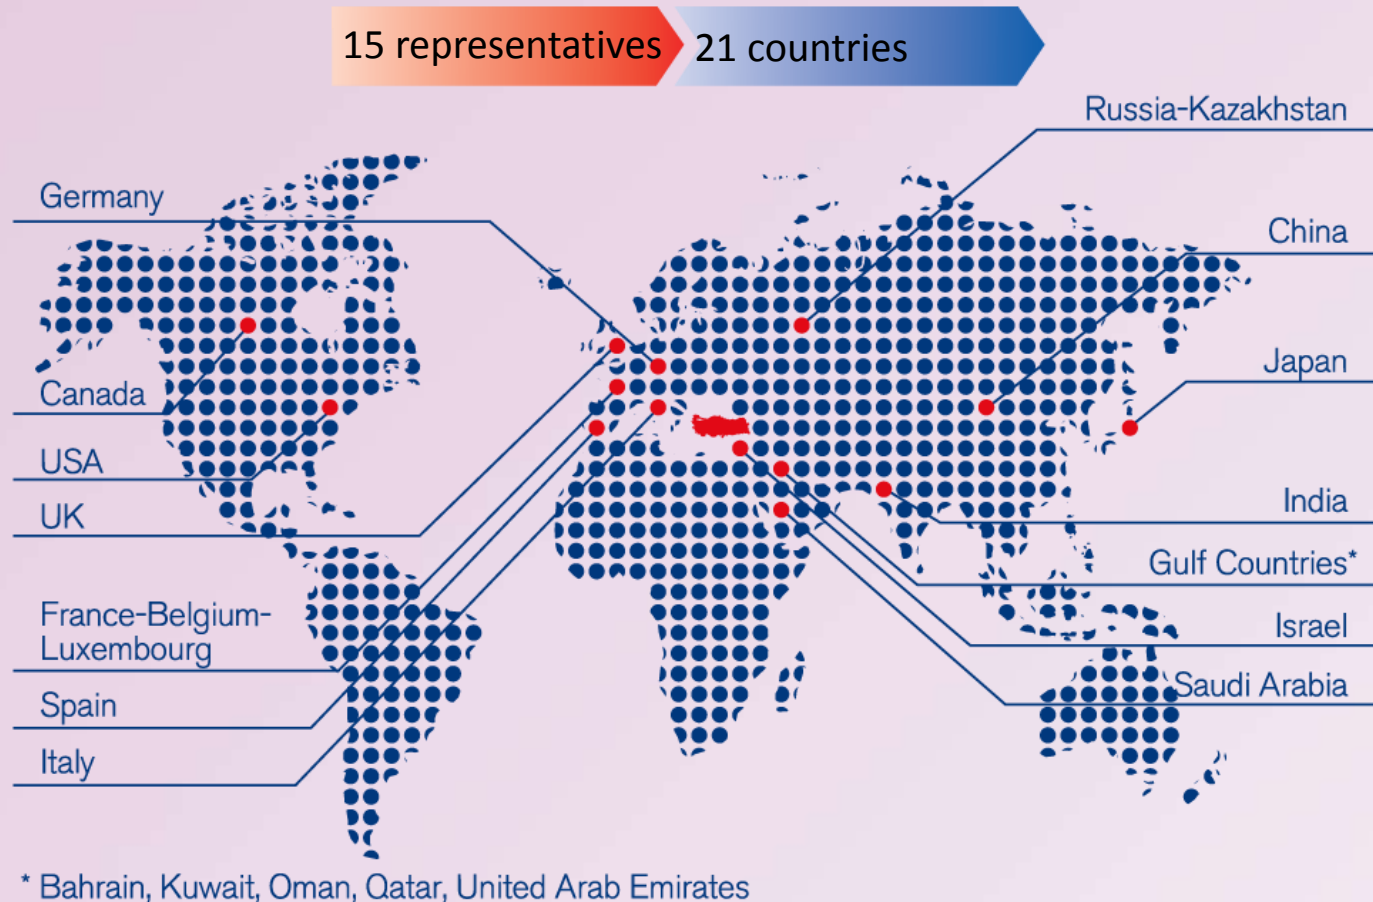 15 representatives
21 countries
Russia-Kazakhstan
Germany
China
Japan
Canada
USA
UK
India
Gulf Countries*
France-Belgium-
Luxembourg
Israel
Saudi Arabia
Spain
Italy
* Bahrain, Kuwait, Oman, Qatar, United Arab Emirates